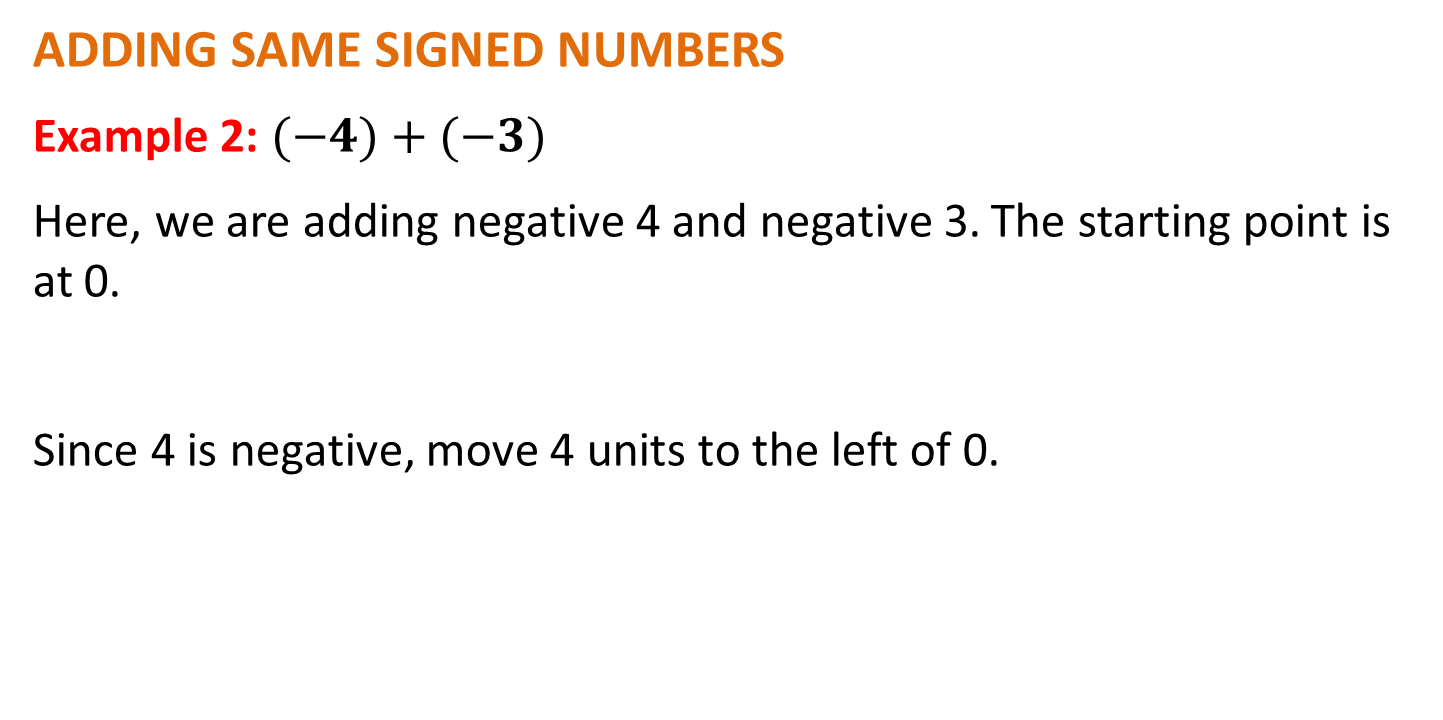 ADDING SAME SIGNED NUMBERS
Example 2: (−4) + (−3)
Here, we are adding negative 4 and negative 3. The starting point is
at 0.
Since 4 is negative, move 4 units to the left of 0.